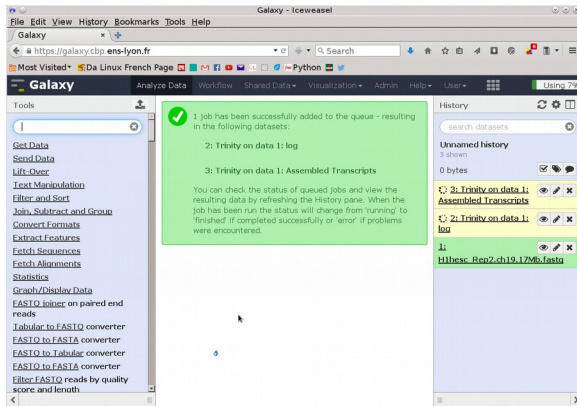 Galaxy - Iceweasel
File Edit View History Bookmarks Tools Help
Galaxy
https://galaxy.cbp.ens-lyon.fr
Search
Most Visited
Da Linux French Page
Python
Galaxy
Analyze Data Workflow Shared Data Visualization Admin Help User
Using 79
Tools
Get Data
Send Data
Lift-Over
Text Manipulation
Filter and Sort
Join, Subtract and Group
Convert Formats
Extract Features
Fetch Sequences
Fetch Alignments
Statistics
Graph/Display Data
FASTQ joiner on paired end
reads
Tabular to FASTQ converter
FASTQ to FASTA converter
FASTQ to Tabular converter
FASTQ to FASTA converter
Filter FASTQ reads by quality
score and length
1 job has been successfully added to the queue - resulting
in the following datasets:
2: Trinity on data 1: log
3: Trinity on data 1: Assembled Transcripts
You can check the status of queued jobs and view the
resulting data by refreshing the History pane. When the
job has been run the status will change from 'running' to
'finished' if completed successfully or 'error' if problems
were encountered.
History
search datasets
Unnamed history
3 shown
0 bytes
3: Trinity on data 1:
Assembled Transcripts
2: Trinity on data 1:
log
1:
H1hesc_Rep2.ch19.17Mb.fastq